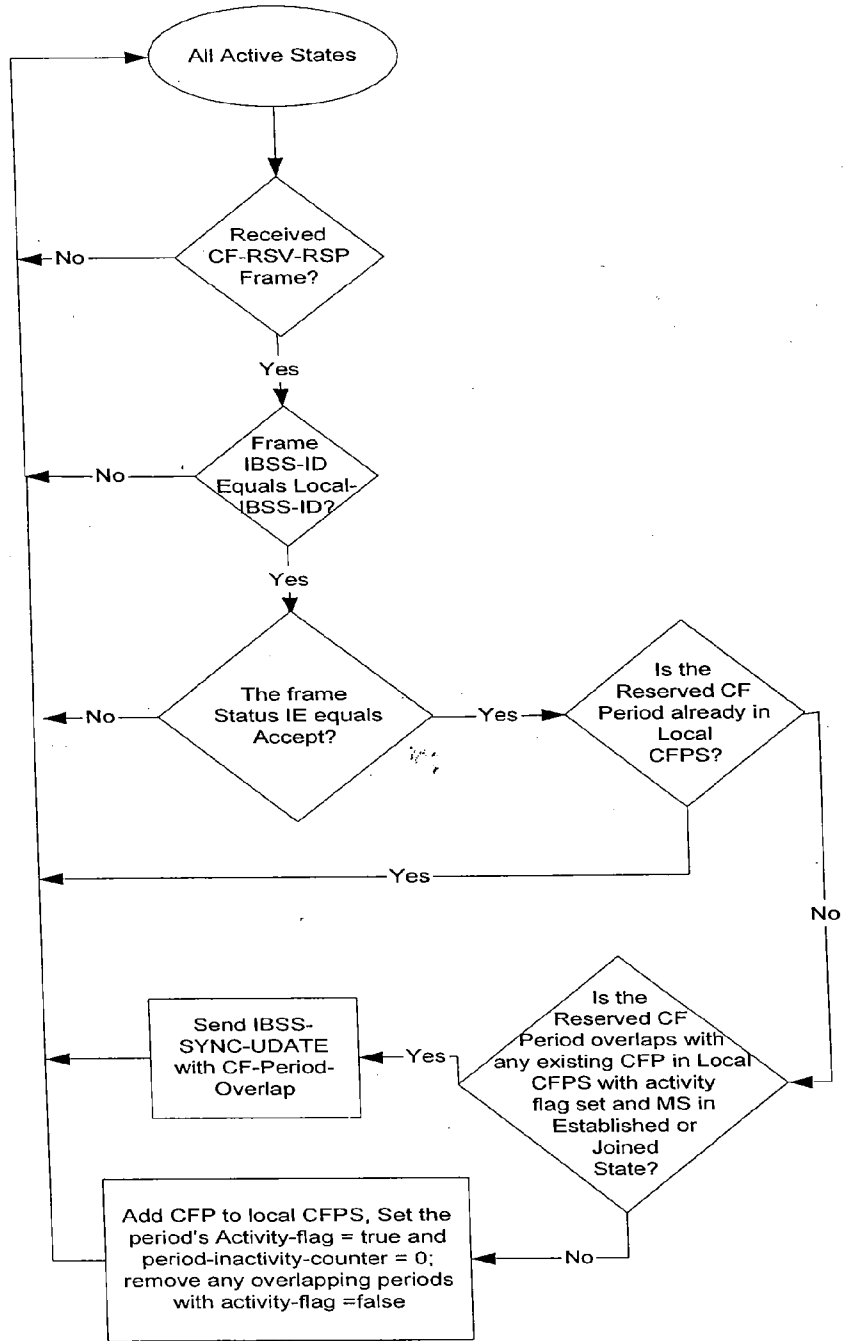 All Active States
Received
CF-RSV-RSP
Frame?
No
Yes
Frame
IBSS-ID
Equals Local-
IBSS-ID?
No
Yes
The frame
Status IE equals
Accept?
No
Yes
Is the
Reserved CF
Period already in
Local
CFPS?
Yes
No
Is the
Reserved CF
Period overlaps with
any existing CFP in Local
CFPS with activity
flag set and MS in
Established or
Joined
State?
Yes
Send IBSS-
SYNC-UDATE
with CF-Period-
Overlap
No
Add CFP to local CFPS, Set the
period's Activity-flag = true and
period-inactivity-counter = 0;
remove any overlapping periods
with activity-flag =false